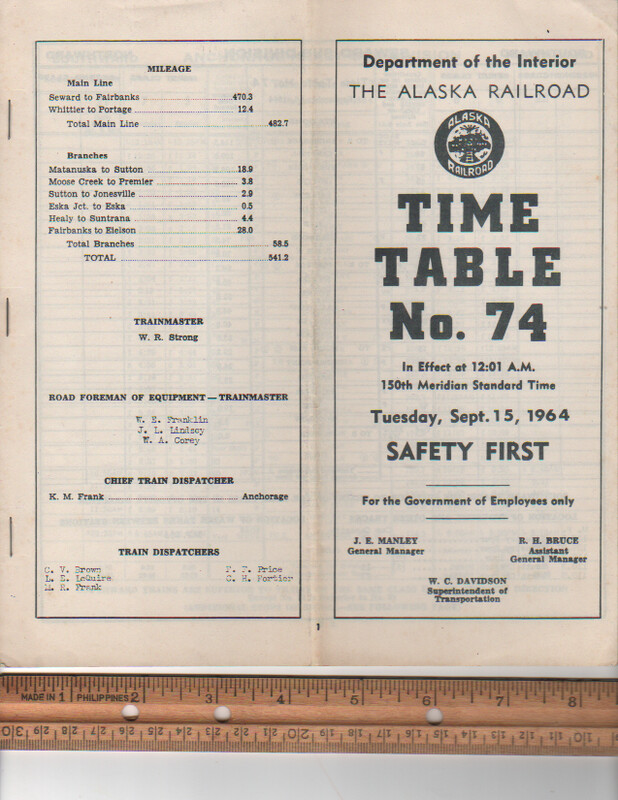 MILEAGE
Main Line
Seward to Fairbanks 470.3
Whittier to Portage 12.4
Total Main Line 482.7
Branches
Matanuska to Sutton 18.9
Moose Creek to Premier 3.8
Sutton to Jonesville 2.9
Eska Jct. to Eska 0.5
Healy to Suntrana 4.4
Fairbanks to Eielson 28.0
Total Branches 58.5
TOTAL 541.2
TRAINMASTER
W. R. Strong
ROAD FOREMAN OF EQUIPMENT — TRAINMASTER
W. E. Franklin
J. L. Lindsey
W. A. Corey
CHIEF TRAIN DISPATCHER
K. M. Frank Anchorage
TRAIN DISPATCHERS
C. V. Brown
L. E. LeQuire
M. R. Frank
F. F. Price
C. H. Fortier
1
Department of the Interior
THE ALASKA RAILROAD
ALASKA
RAILROAD
TIME
TABLE
No. 74
In Effect at 12:01 A.M.
150th Meridian Standard Time
Tuesday, Sept. 15, 1964
SAFETY FIRST
For the Government of Employees only
J. E. MANLEY
General Manager
R. H. BRUCE
Assistant
General Manager
W. C. DAVIDSON
Superintendent of
Transportation
MADE IN 1 PHILIPPINES 2 3 4 5 6 7 8